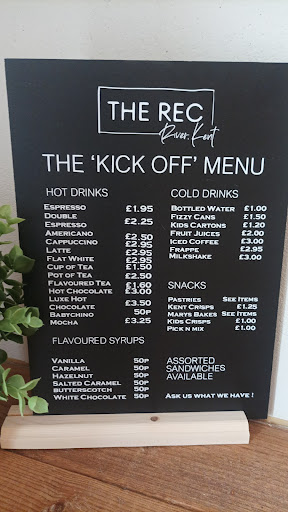 THE REC
River, Kent
THE 'KICK OFF' MENU
HOT DRINKS
Espresso £1.95
Double
Espresso £2.25
Americano £2.50
Cappuccino £2.95
Latte £2.95
Flat White £2.95
Cup of Tea £1.50
Pot of Tea £2.50
Flavoured Tea £1.60
Hot Chocolate £3.00
Luxe Hot
Chocolate £3.50
Babychino 50p
Mocha £3.25
FLAVOURED SYRUPS
Vanilla 50p
Caramel 50p
Hazelnut 50p
Salted Caramel 50p
Butterscotch 50p
White Chocolate 50p
COLD DRINKS
Bottled Water £1.00
Fizzy Cans £1.50
Kids Cartons £1.20
Fruit Juices £2.00
Iced Coffee £3.00
Frappe £2.95
Milkshake £3.00
SNACKS
Pastries See Items
Kent Crisps £1.25
Marys Bakes See Items
Kids Crisps £1.00
Pick n mix £1.00
ASSORTED
SANDWICHES
AVAILABLE
Ask us what we have !